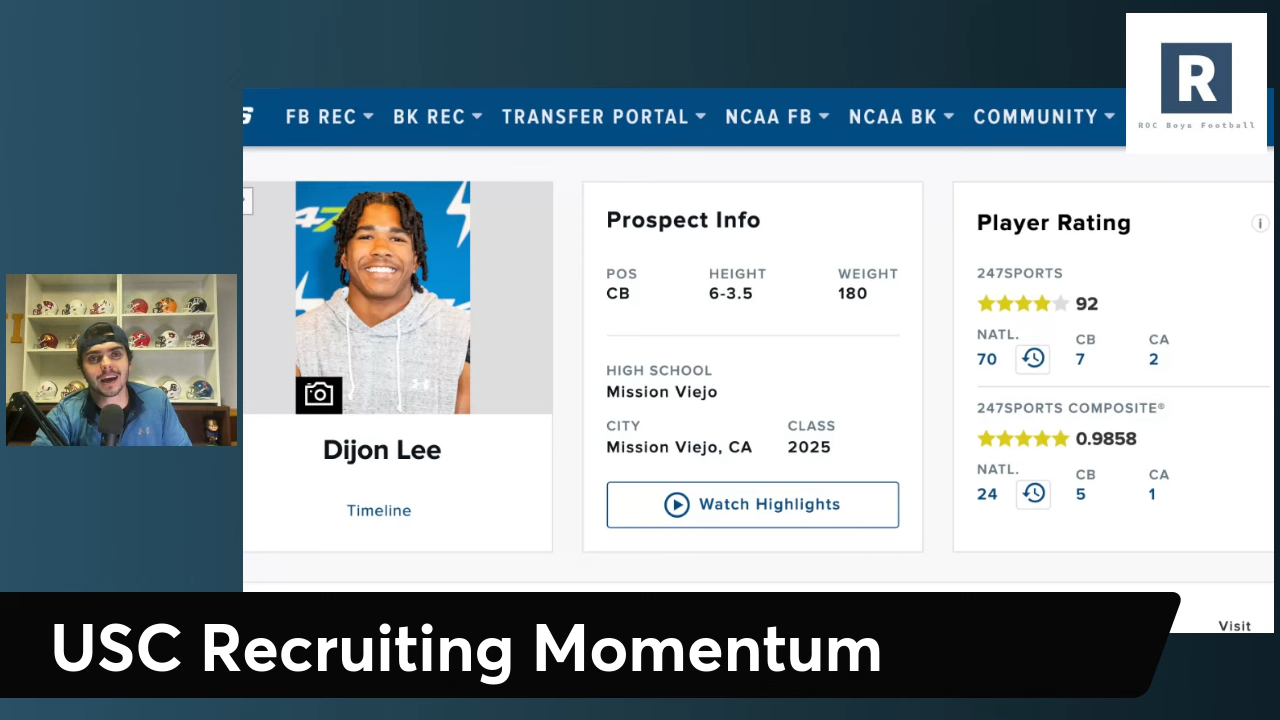 R
ROC Boys Football
S
FB REC
BK REC
TRANSFER PORTAL
NCAA FB
NCAA BK
COMMUNITY
47
Dijon Lee
Timeline
Prospect Info
POS HEIGHT WEIGHT
CB 6-3.5 180
HIGH SCHOOL
Mission Viejo
CITY CLASS
Mission Viejo, CA 2025
Watch Highlights
Player Rating i
247SPORTS
92
NATL. CB CA
70 7 2
247SPORTS COMPOSITE®
0.9858
NATL. CB CA
24 5 1
Visit
USC Recruiting Momentum